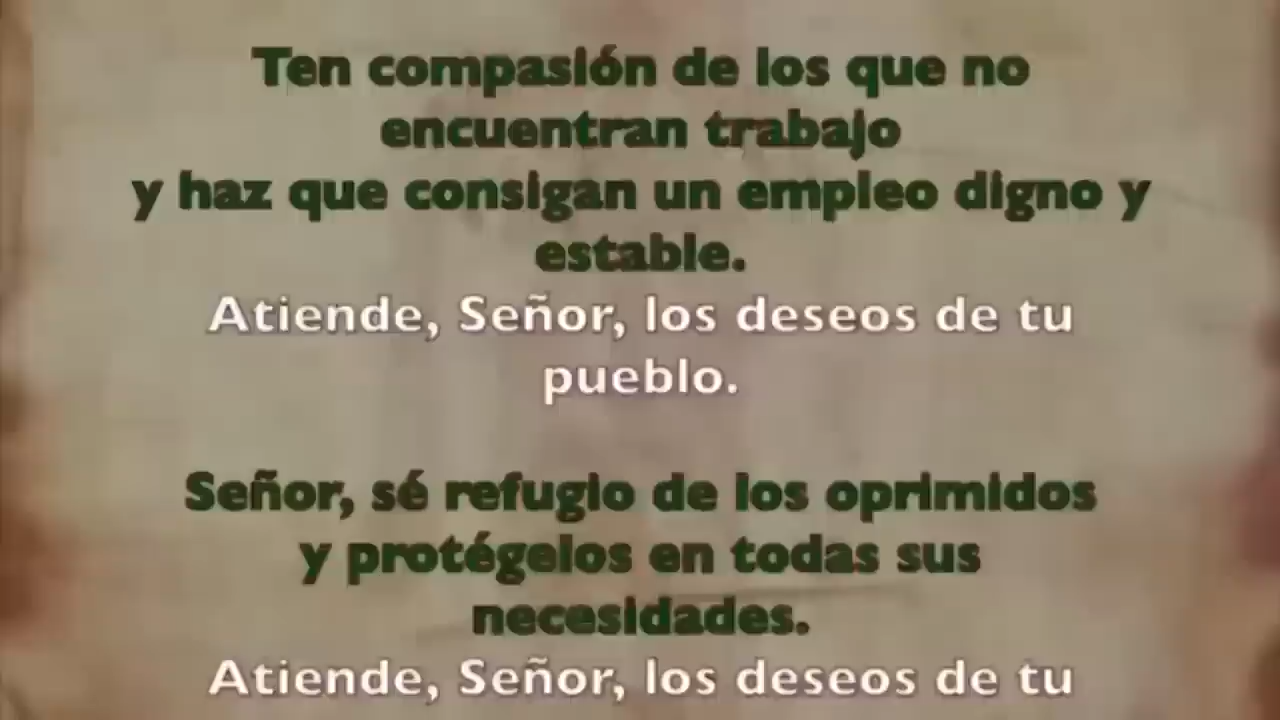 Ten compasión de los que no
encuentran trabajo
y haz que consigan un empleo digno y
estable.
Atiende, Señor, los deseos de tu
pueblo.
Señor, sé refugio de los oprimidos
y protégelos en todas sus
necesidades.
Atiende, Señor, los deseos de tu